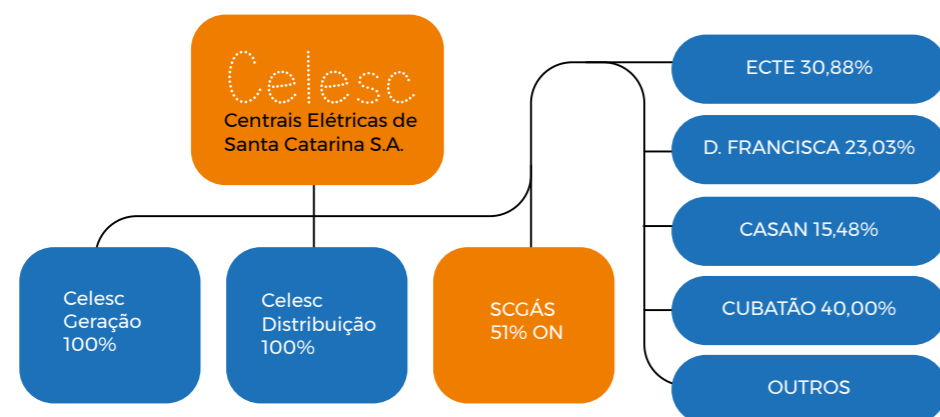 Celesc
Centrais Elétricas de
Santa Catarina S.A.
Celesc
Geração
100%
Celesc
Distribuição
100%
SCGÁS
51% ON
ECTE 30,88%
D. FRANCISCA 23,03%
CASAN 15,48%
CUBATÃO 40,00%
OUTROS